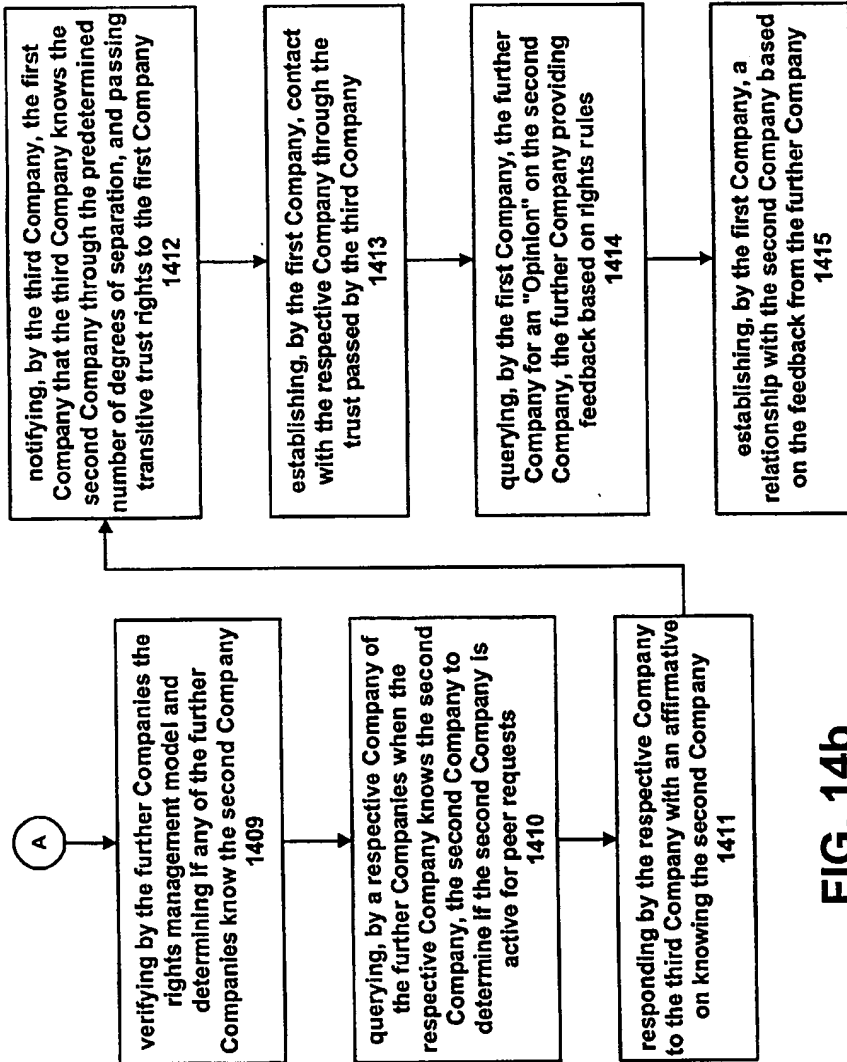 A
verifying by the further Companies the
rights management model and
determining if any of the further
Companies know the second Company
1409
querying, by a respective Company of
the further Companies when the
respective Company knows the second
Company, the second Company to
determine if the second Company is
active for peer requests
1410
responding by the respective Company
to the third Company with an affirmative
on knowing the second Company
1411
notifying, by the third Company, the first
Company that the third Company knows the
second Company through the predetermined
number of degrees of separation, and passing
transitive trust rights to the first Company
1412
establishing, by the first Company, contact
with the respective Company through the
trust passed by the third Company
1413
querying, by the first Company, the further
Company for an "Opinion" on the second
Company, the further Company providing
feedback based on rights rules
1414
establishing, by the first Company, a
relationship with the second Company based
on the feedback from the further Company
1415
FIG. 14b